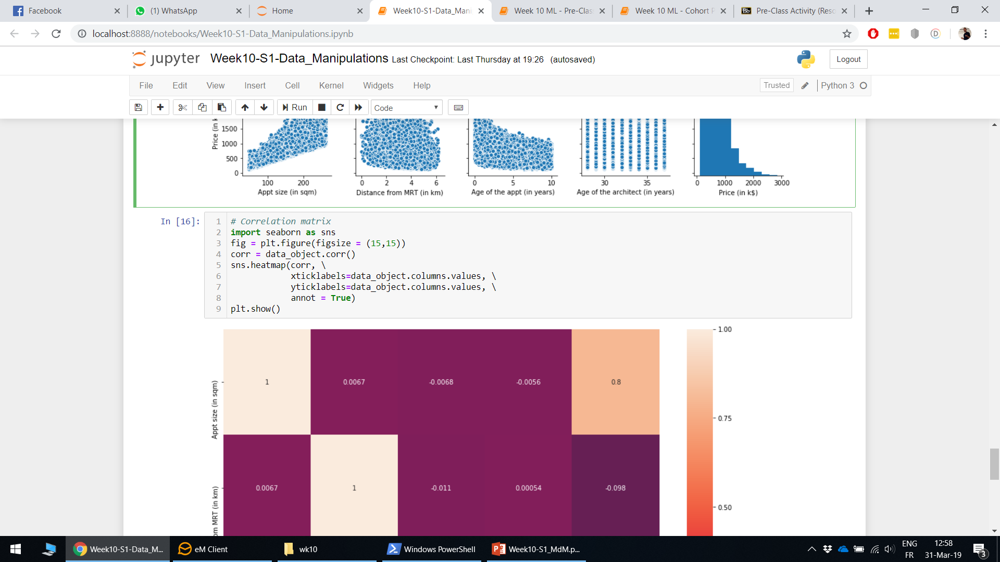 Facebook
(1) WhatsApp
Home
Week10-S1-Data_Mani
Week 10 ML - Pre-Clas
Week 10 ML - Cohort P
Bb Pre-Class Activity (Reso
localhost:8888/notebooks/Week10-S1-Data_Manipulations.ipynb
jupyter Week10-S1-Data_Manipulations Last Checkpoint: Last Thursday at 19:26 (autosaved)
Logout
File Edit View Insert Cell Kernel Widgets Help
Trusted
Python 3
Run
Code
Price (in k
1500
1000
500
0
100 200
Appt size (in sqm)
0 2 4 6
Distance from MRT (in km)
0 5 10
Age of the appt (in years)
30 35
Age of the architect (in years)
0 1000 2000 3000
Price (in k$)
In [16]:
1 # Correlation matrix
2 import seaborn as sns
3 fig = plt.figure(figsize = (15,15))
4 corr = data_object.corr()
5 sns.heatmap(corr, \
6 xticklabels=data_object.columns.values, \
7 yticklabels=data_object.columns.values, \
8 annot = True)
9 plt.show()
Appt size (in sqm)
1 0.0067 -0.0068 -0.0056 0.8
om MRT (in km)
0.0067 1 -0.011 0.00054 -0.098
1.00
0.75
0.50
Week10-S1-Data_M...
eM Client
wk10
Windows PowerShell
Week10-S1_MdM.p...
ENG
FR
12:58
31-Mar-19
3